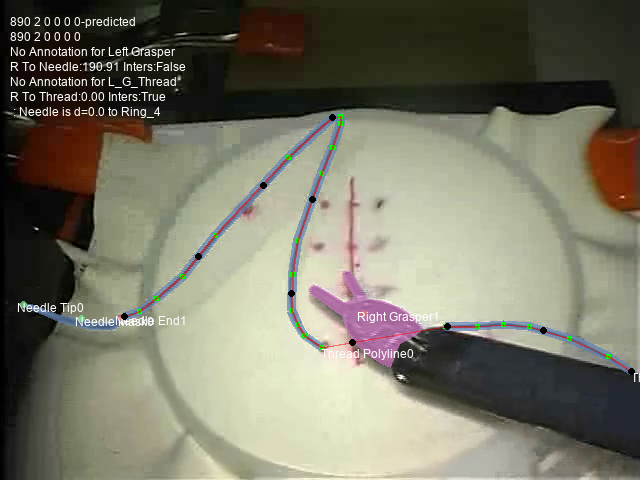 890 2 0 0 0 0-predicted
890 2 0 0 0 0
No Annotation for Left Grasper
R To Needle:190.91 Inters:False
No Annotation for L_G_Thread
R To Thread:0.00 Inters:True
: Needle is d=0.0 to Ring_4
Right Grasper1
Needle Tip0
Needle End1
Thread Polyline0